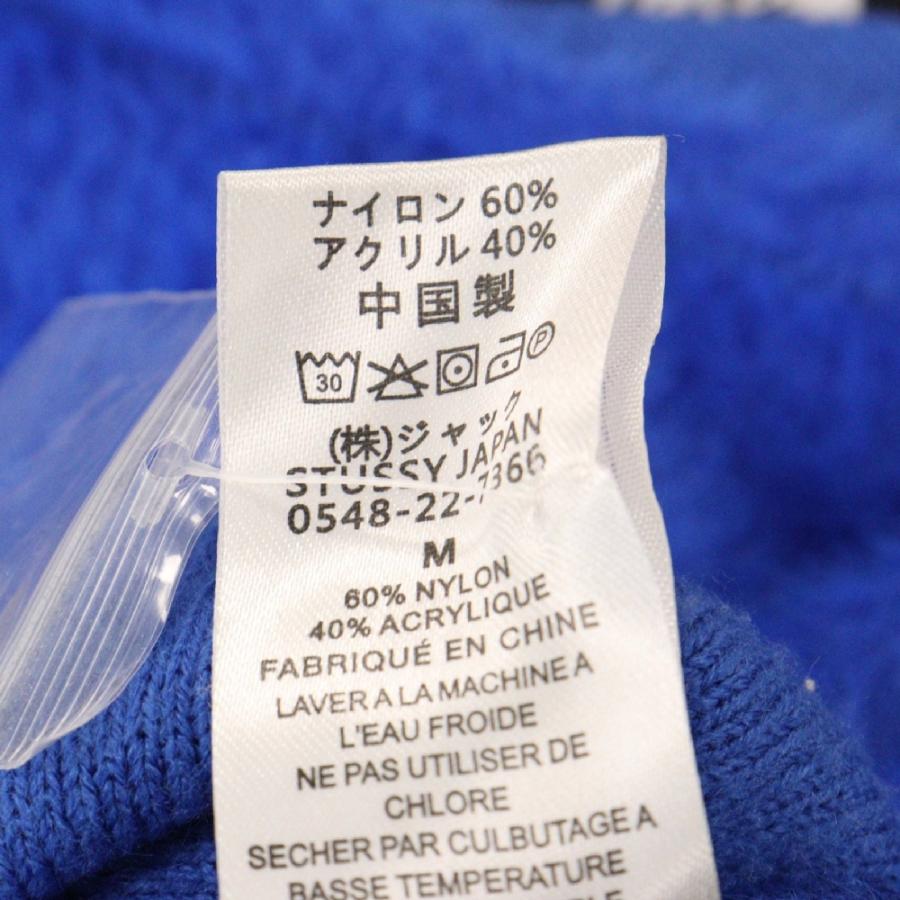 ナイロン 60%
アクリル 40%
中国製
30 P
(株)ジャック
STUSSY JAPAN
0548-22-7366
M
60% NYLON
40% ACRYLIQUE
FABRIQUÉ EN CHINE
LAVER A LA MACHINE A
L'EAU FROIDE
NE PAS UTILISER DE
CHLORE
SECHER PAR CULBUTAGE A
BASSE TEMPERATURE